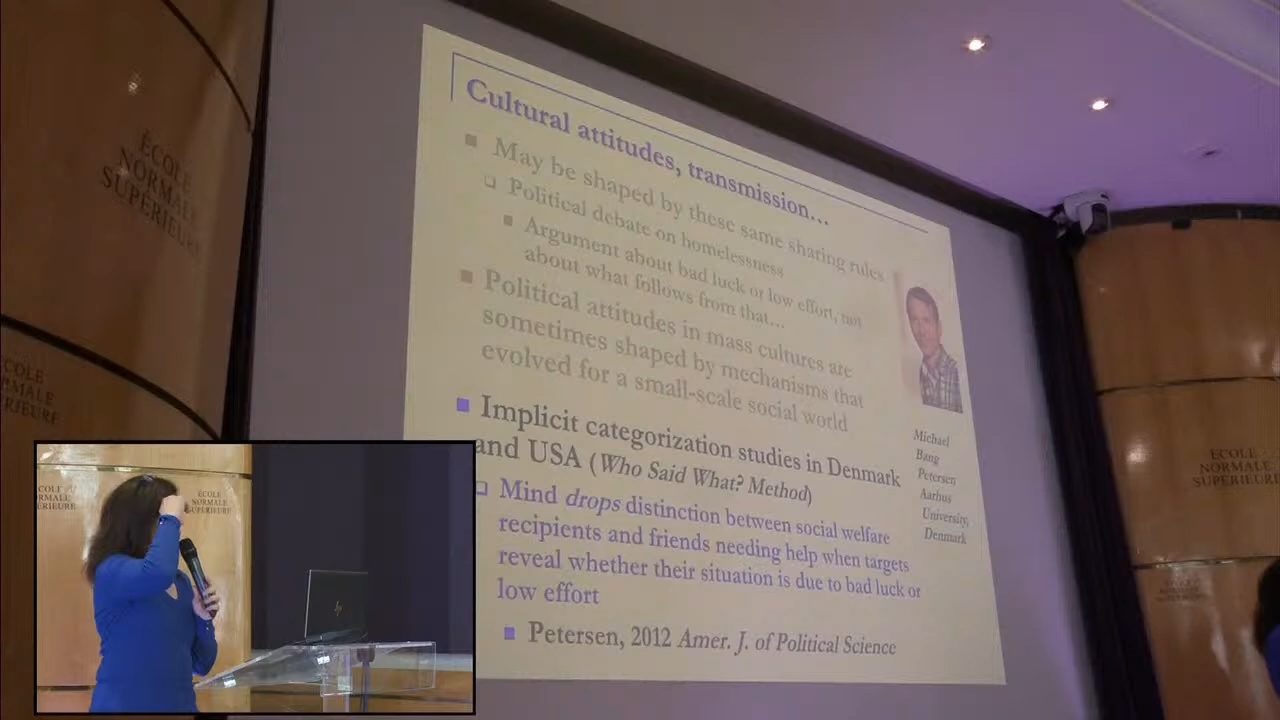 ÉCOLE
NORMALE
SUPÉRIEURE
Cultural attitudes, transmission…
May be shaped by these same sharing rules
Political debate on homelessness
Argument about bad luck or low effort, not
about what follows from that…
Political attitudes in mass cultures are
sometimes shaped by mechanisms that
evolved for a small-scale social world
Implicit categorization studies in Denmark
and USA (Who Said What? Method)
Mind drops distinction between social welfare
recipients and friends needing help when targets
reveal whether their situation is due to bad luck or
low effort
Petersen, 2012 Amer. J. of Political Science
Michael
Bang
Petersen
Aarhus
University,
Denmark
ÉCOLE
NORMALE
SUPÉRIEURE
ÉCOLE
NORMALE
SUPÉRIEURE